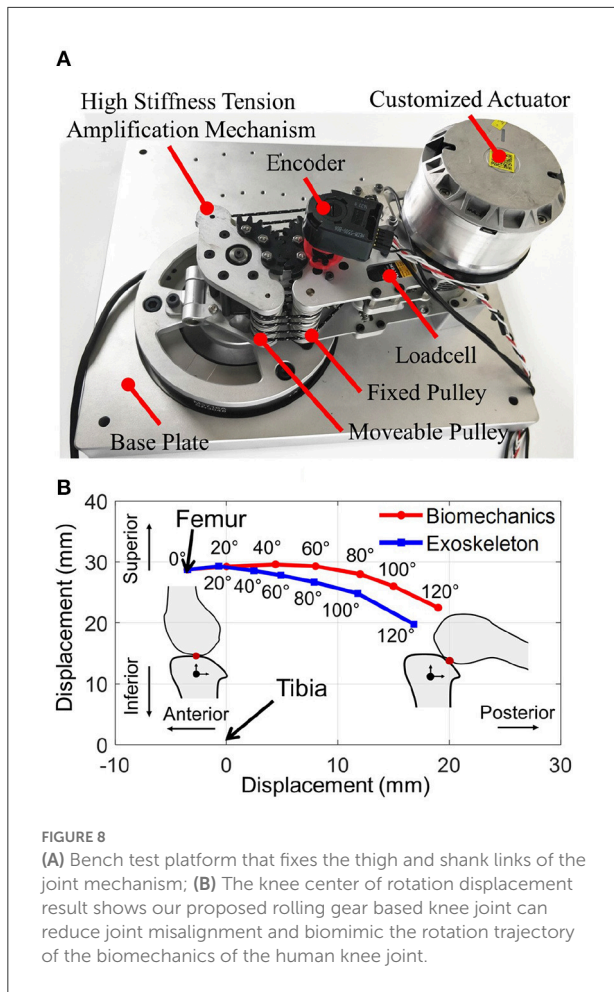 A
High Stiffness Tension
Amplification Mechanism
Customized Actuator
Encoder
Loadcell
Fixed Pulley
Base Plate
Moveable Pulley
B
40
30
20
10
0
Displacement (mm)
Superior
Inferior
Femur
Biomechanics
Exoskeleton
0°
20°
40°
60°
80°
100°
120°
20°
40°
60°
80°
100°
120°
Anterior
Tibia
Posterior
-10
0
10
20
30
Displacement (mm)
FIGURE 8
(A) Bench test platform that fixes the thigh and shank links of the
joint mechanism; (B) The knee center of rotation displacement
result shows our proposed rolling gear based knee joint can
reduce joint misalignment and biomimic the rotation trajectory
of the biomechanics of the human knee joint.